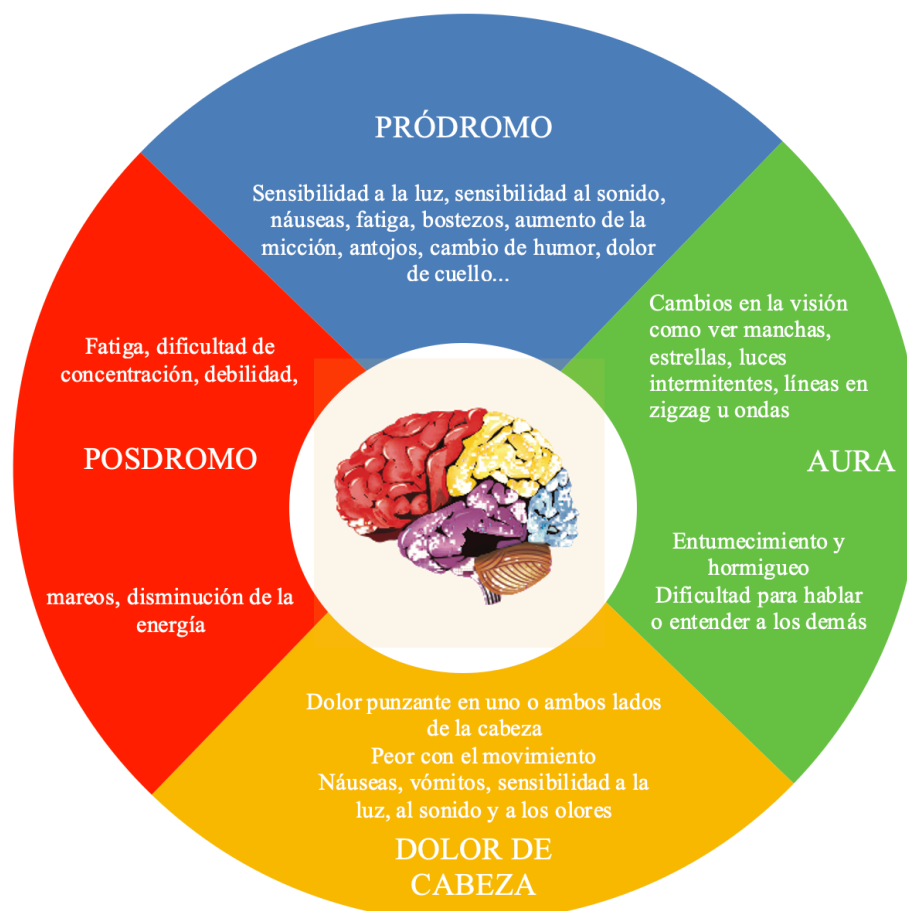 PRÓDROMO
Sensibilidad a la luz, sensibilidad al sonido,
náuseas, fatiga, bostezos, aumento de la
micción, antojos, cambio de humor, dolor
de cuello...
Cambios en la visión
como ver manchas,
estrellas, luces
intermitentes, líneas en
zigzag u ondas
AURA
Entumecimiento y
hormigueo
Dificultad para hablar
o entender a los demás
Dolor punzante en uno o ambos lados
de la cabeza
Peor con el movimiento
Náuseas, vómitos, sensibilidad a la
luz, al sonido y a los olores
DOLOR DE
CABEZA
Fatiga, dificultad de
concentración, debilidad,
POSDROMO
mareos, disminución de la
energía